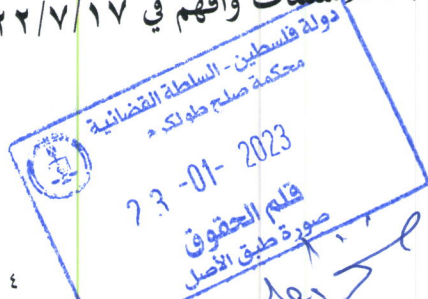 وافهم في ٢٢/٧/١٧
دولة فلسطين - السلطة القضائية
محكمة صلح طولكرم
23 -01- 2023
قلم الحقوق
صورة طبق الأصل
٤